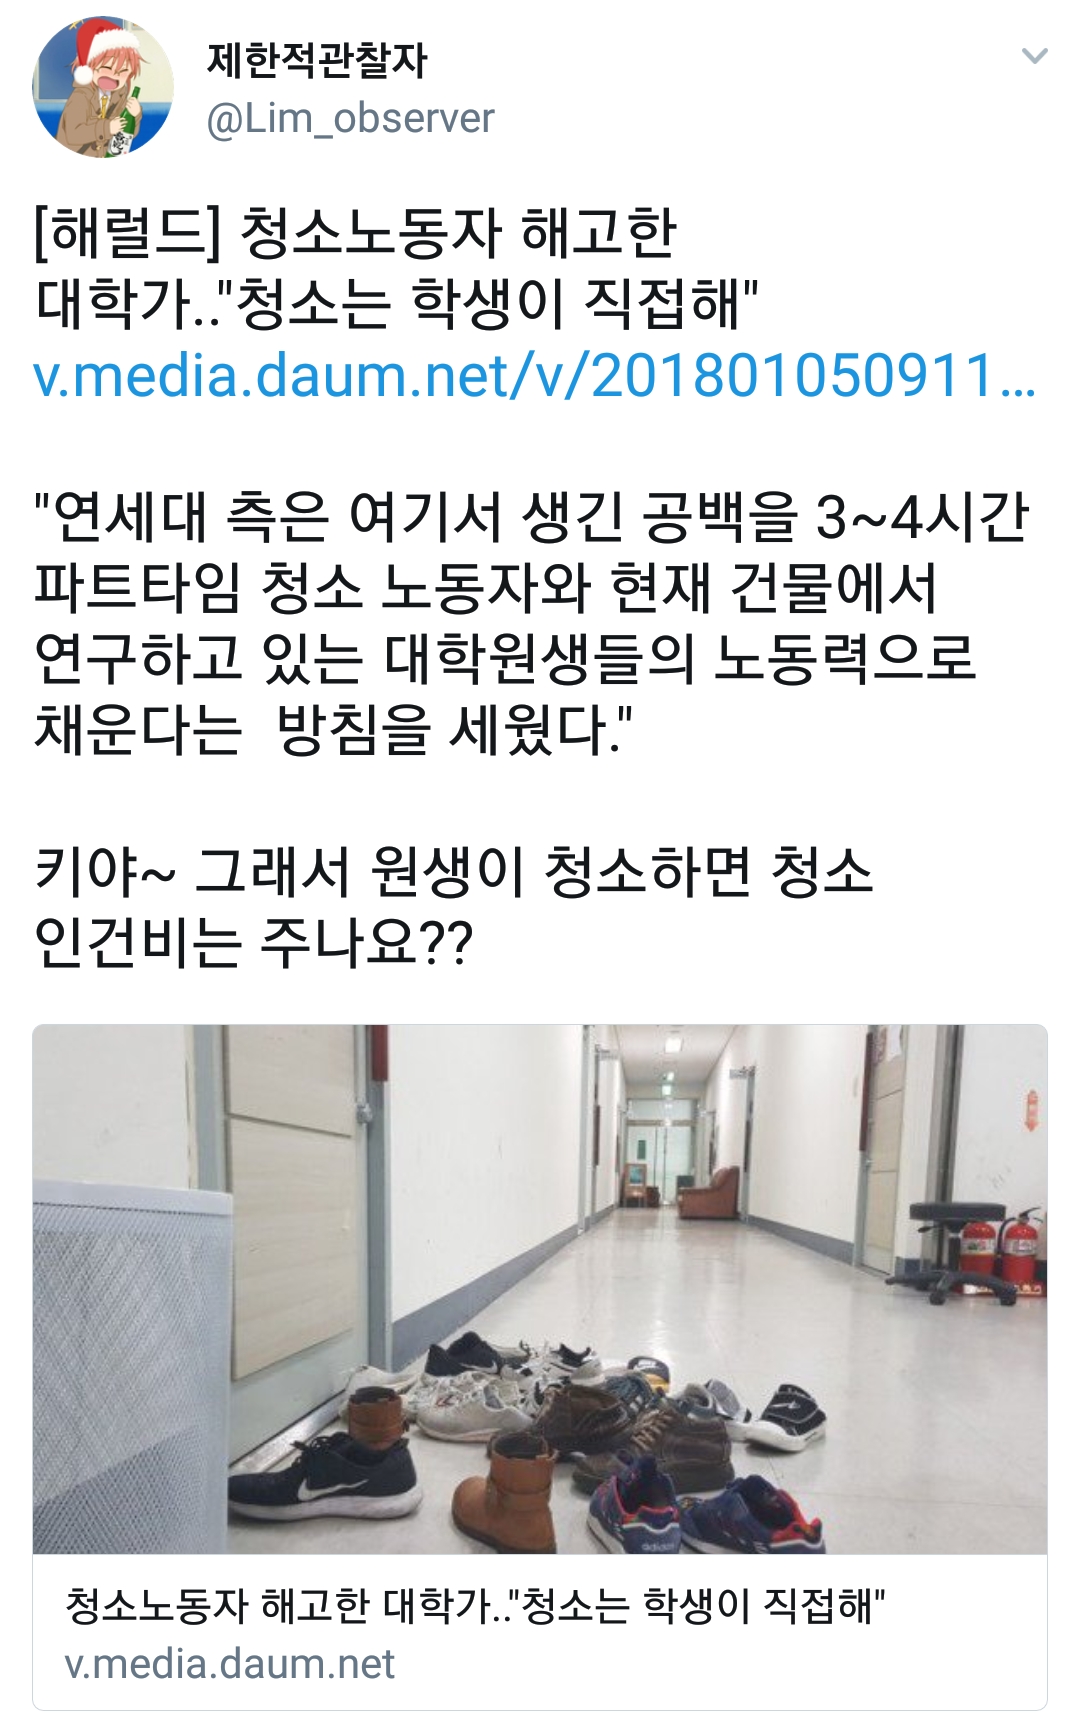 제한적관찰자
@Lim_observer
[해럴드] 청소노동자 해고한
대학가.."청소는 학생이 직접해"
v.media.daum.net/v/201801050911…
"연세대 측은 여기서 생긴 공백을 3~4시간
파트타임 청소 노동자와 현재 건물에서
연구하고 있는 대학원생들의 노동력으로
채운다는  방침을 세웠다."
키야~ 그래서 원생이 청소하면 청소
인건비는 주나요??
청소노동자 해고한 대학가.."청소는 학생이 직접해"
v.media.daum.net